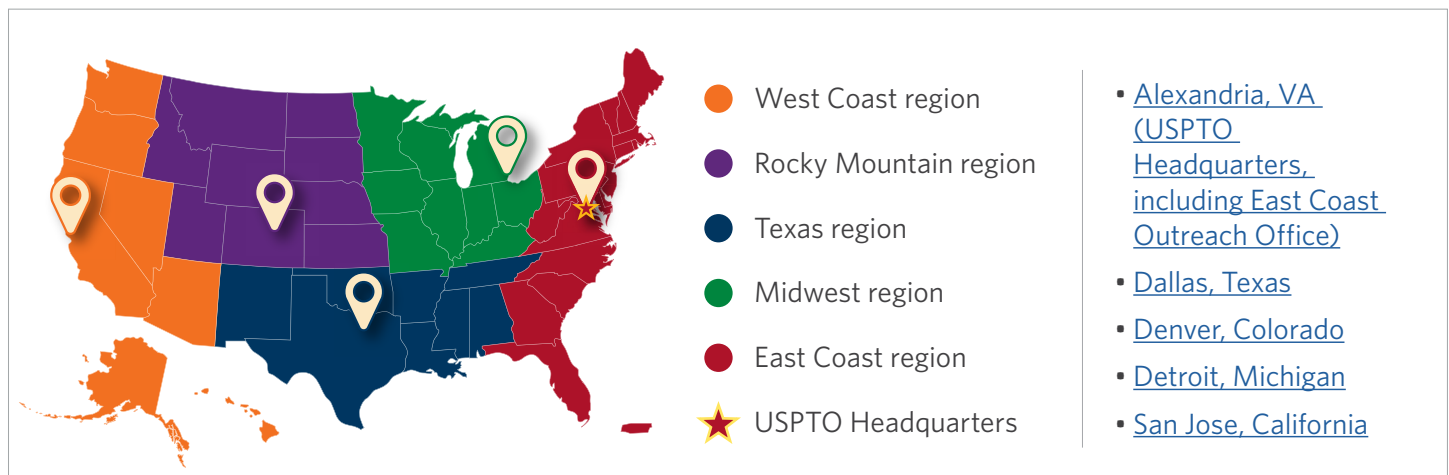 West Coast region
Rocky Mountain region
Texas region
Midwest region
East Coast region
USPTO Headquarters
• Alexandria, VA
(USPTO
Headquarters,
including East Coast
Outreach Office)
• Dallas, Texas
• Denver, Colorado
• Detroit, Michigan
• San Jose, California